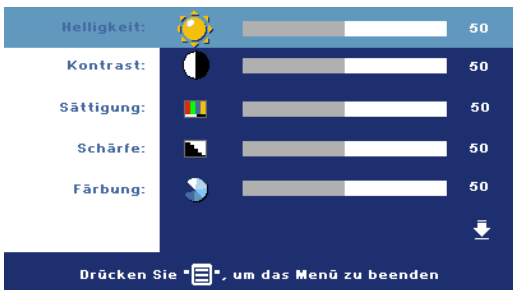 Helligkeit: 50
Kontrast: 50
Sättigung: 50
Schärfe: 50
Färbung: 50
Drücken Sie "", um das Menü zu beenden